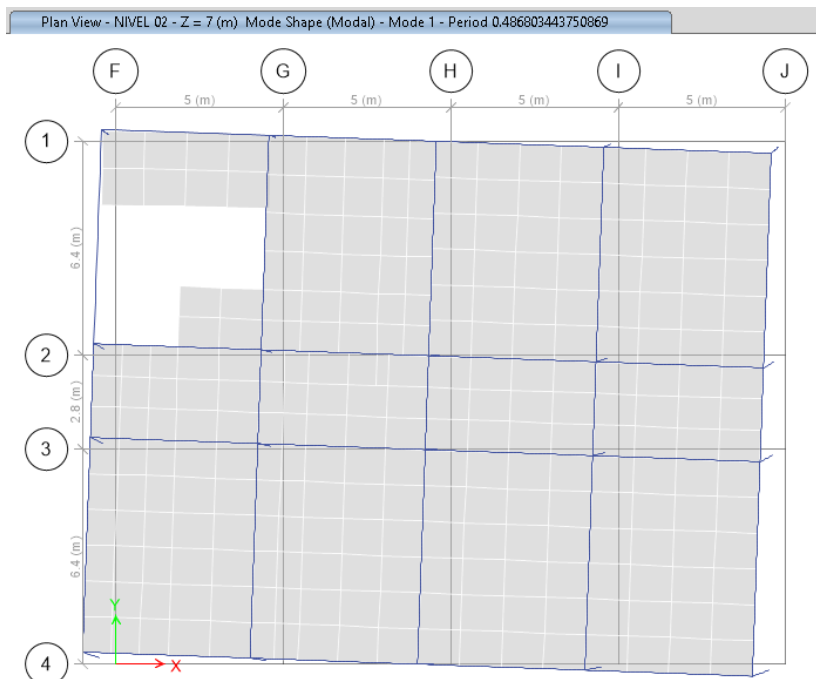 Plan View - NIVEL 02 - Z = 7 (m) Mode Shape (Modal) - Mode 1 - Period 0.486803443750869
F G H I J
5 (m) 5 (m) 5 (m) 5 (m)
1
6.4 (m)
2
2.8 (m)
3
6.4 (m)
Y
X
4